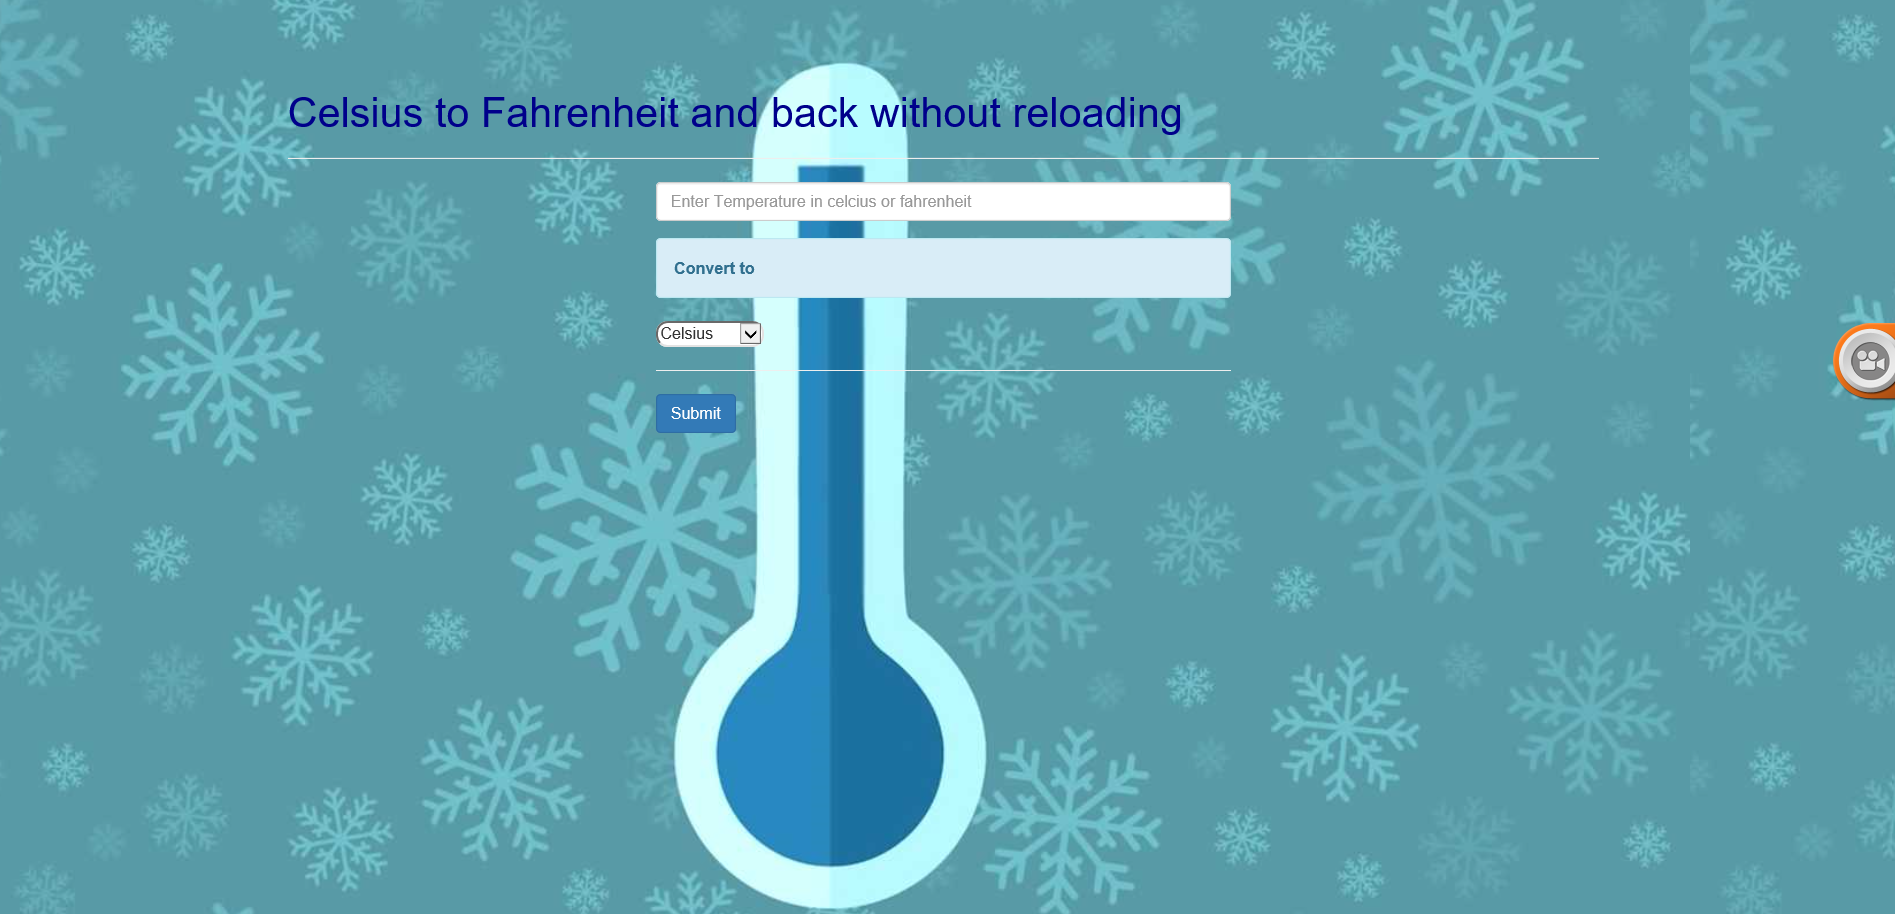 Celsius to Fahrenheit and back without reloading
Enter Temperature in celcius or fahrenheit
Convert to
Celsius
Submit